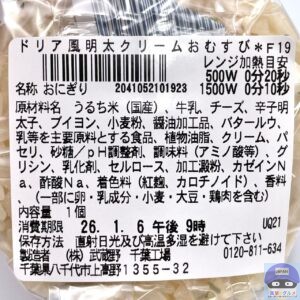 ドリア風明太クリームおむすび＊F19
レンジ加熱目安
500W 0分20秒
1500W 0分10秒
名称 おにぎり 2041052101923
原材料名 うるち米（国産）、牛乳、チーズ、辛子明
太子、ブイヨン、小麦粉、醤油加工品、バタールウ、
乳等を主要原料とする食品、植物油脂、クリーム、パ
セリ、砂糖／pH調整剤、調味料（アミノ酸等）、グ
リシン、乳化剤、セルロース、加工澱粉、カゼインN
a、酢酸Na、着色料（紅麹、カロチノイド）、香料、
（一部に卵・乳成分・小麦・大豆・鶏肉を含む）
内容量 1個
消費期限 26. 1. 6 午後 9時 UQ21
保存方法 直射日光及び高温多湿を避けて下さい
製造者 （株）武蔵野 千葉工場 0120-811-634
千葉県八千代市上高野1355-32